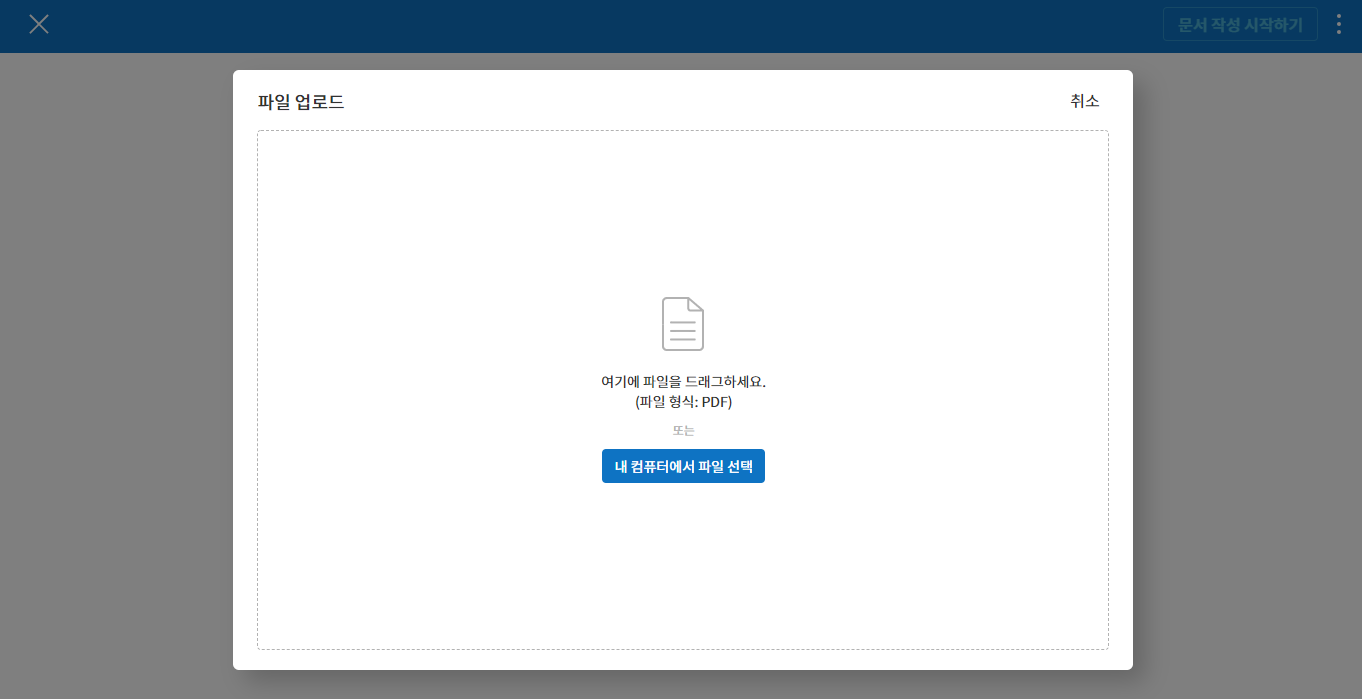 문서 작성 시작하기
파일 업로드
취소
여기에 파일을 드래그하세요.
(파일 형식: PDF)
또는
내 컴퓨터에서 파일 선택